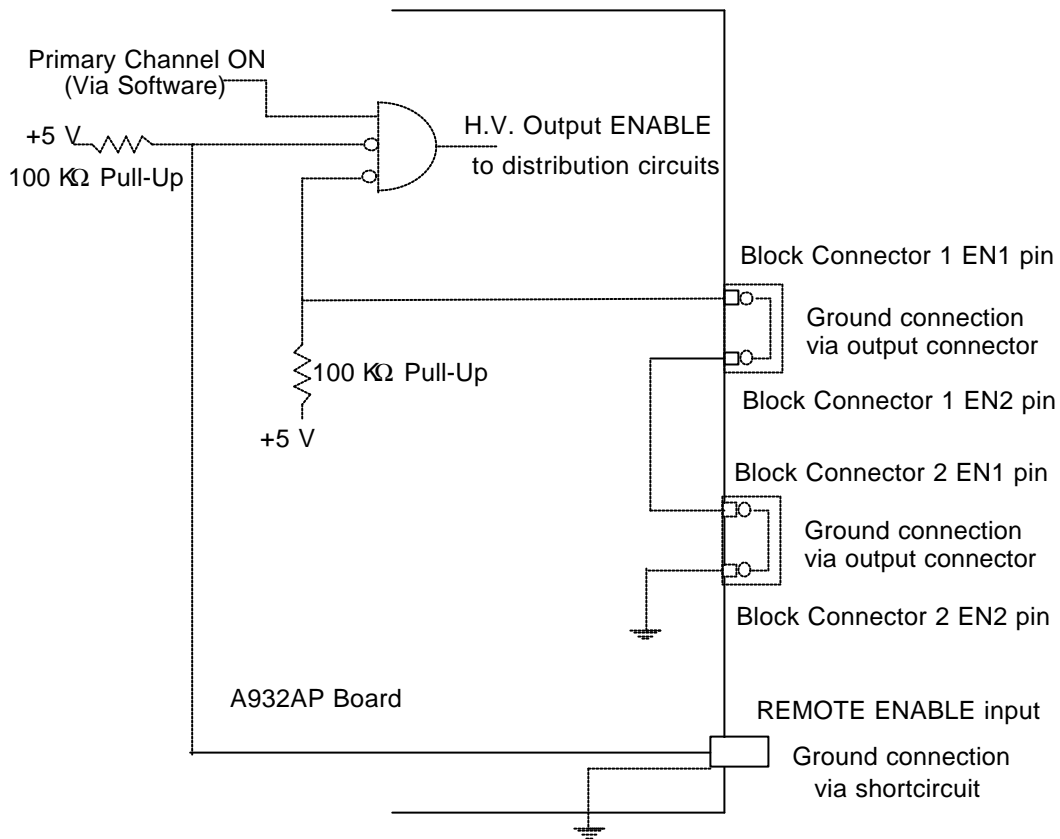 Primary Channel ON
(Via Software)
+5 V
100 KΩ Pull-Up
H.V. Output ENABLE
to distribution circuits
Block Connector 1 EN1 pin
Ground connection
via output connector
100 KΩ Pull-Up
Block Connector 1 EN2 pin
+5 V
Block Connector 2 EN1 pin
Ground connection
via output connector
Block Connector 2 EN2 pin
A932AP Board
REMOTE ENABLE input
Ground connection
via shortcircuit